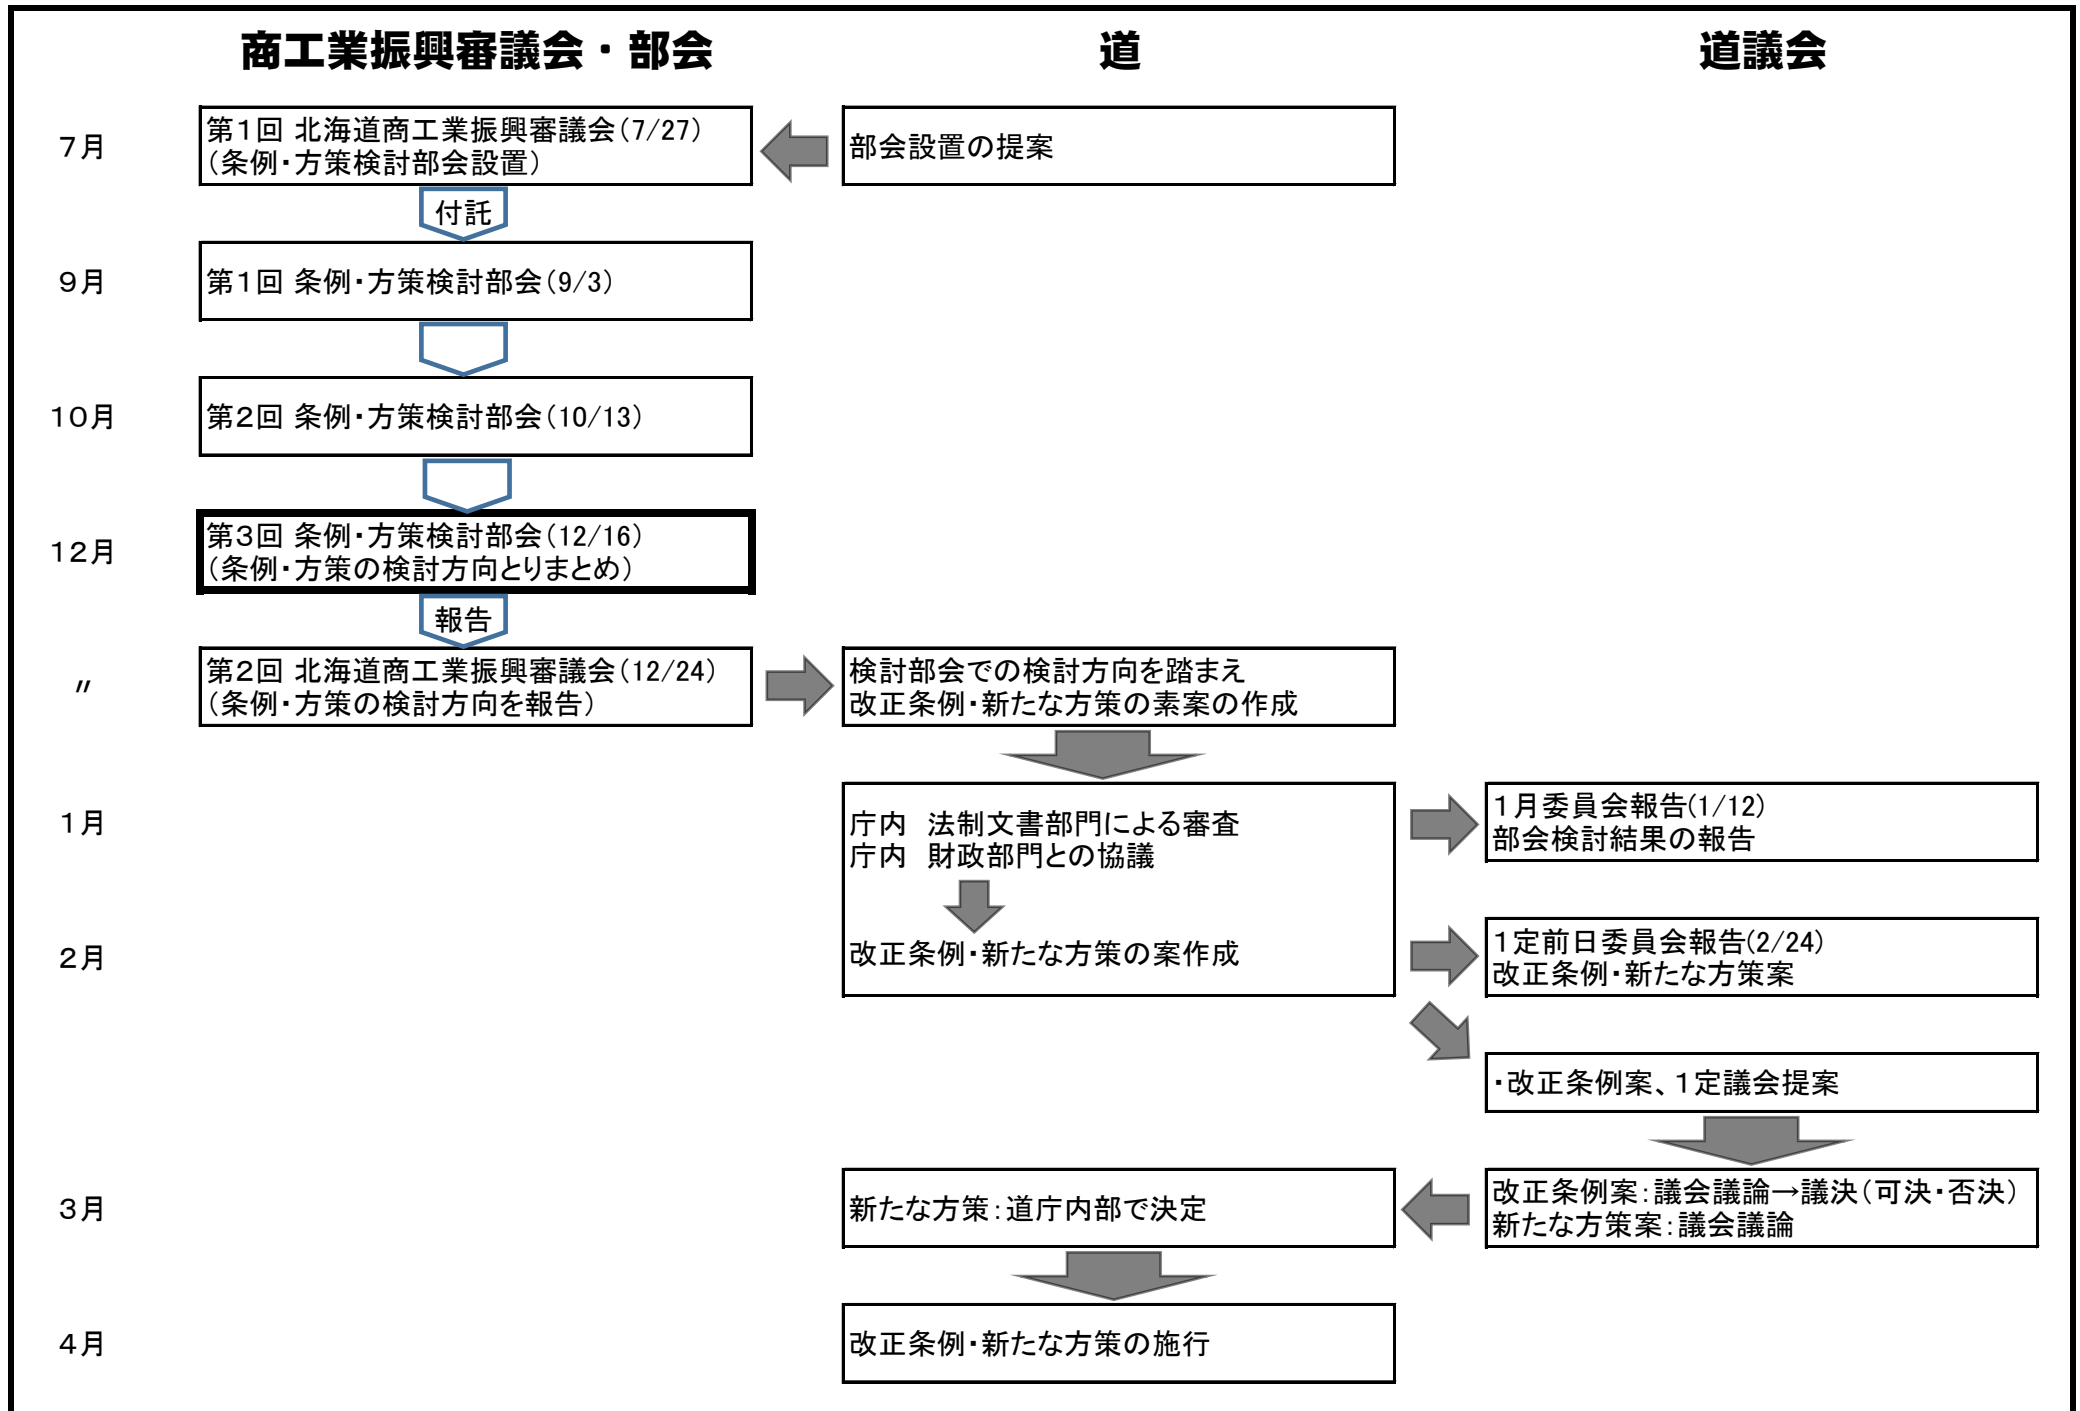 商工業振興審議会・部会
道
道議会
７月
第１回 北海道商工業振興審議会（7/27）
（条例・方策検討部会設置）
部会設置の提案
付託
９月
第１回 条例・方策検討部会（9/3）
１０月
第２回 条例・方策検討部会（10/13）
１２月
第３回 条例・方策検討部会（12/16）
（条例・方策の検討方向とりまとめ）
報告
〃
第２回 北海道商工業振興審議会（12/24）
（条例・方策の検討方向を報告）
検討部会での検討方向を踏まえ
改正条例・新たな方策の素案の作成
１月
庁内　法制文書部門による審査
庁内　財政部門との協議
１月委員会報告(1/12)
部会検討結果の報告
２月
改正条例・新たな方策の案作成
１定前日委員会報告(2/24)
改正条例・新たな方策案
・改正条例案、１定議会提案
３月
新たな方策：道庁内部で決定
改正条例案：議会議論→議決（可決・否決）
新たな方策案：議会議論
４月
改正条例・新たな方策の施行